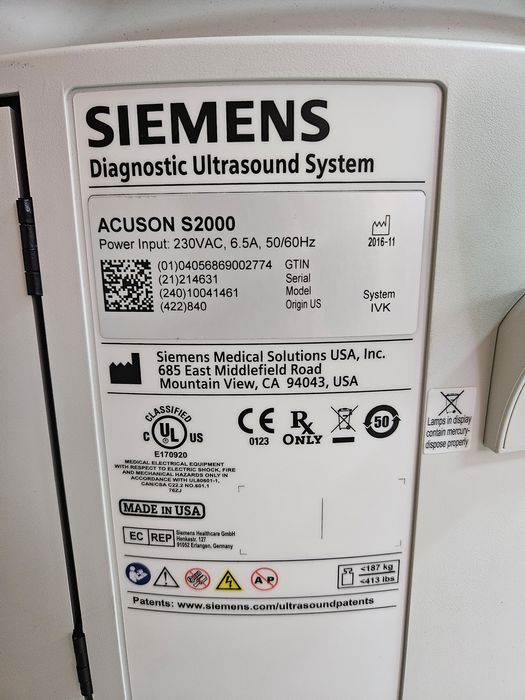 SIEMENS
Diagnostic Ultrasound System
ACUSON S2000
Power Input: 230VAC, 6.5A, 50/60Hz
2016-11
(01)04056869002774 GTIN
(21)214631 Serial
(240)10041461 Model
(422)840 Origin US
System
IVK
Siemens Medical Solutions USA, Inc.
685 East Middlefield Road
Mountain View, CA 94043, USA
CLASSIFIED
C UL US
E170920
MEDICAL ELECTRICAL EQUIPMENT
WITH RESPECT TO ELECTRIC SHOCK, FIRE
AND MECHANICAL HAZARDS ONLY IN
ACCORDANCE WITH UL60601-1,
CAN/CSA C22.2 NO.601.1
76ZJ
CE
0123
Rx
ONLY
50
Lamps in display
contain mercury-
dispose properly
MADE IN USA
EC REP
Siemens Healthcare GmbH
Henkestr. 127
91052 Erlangen, Germany
AP
<187 kg
<413 lbs
Patents: www.siemens.com/ultrasoundpatents